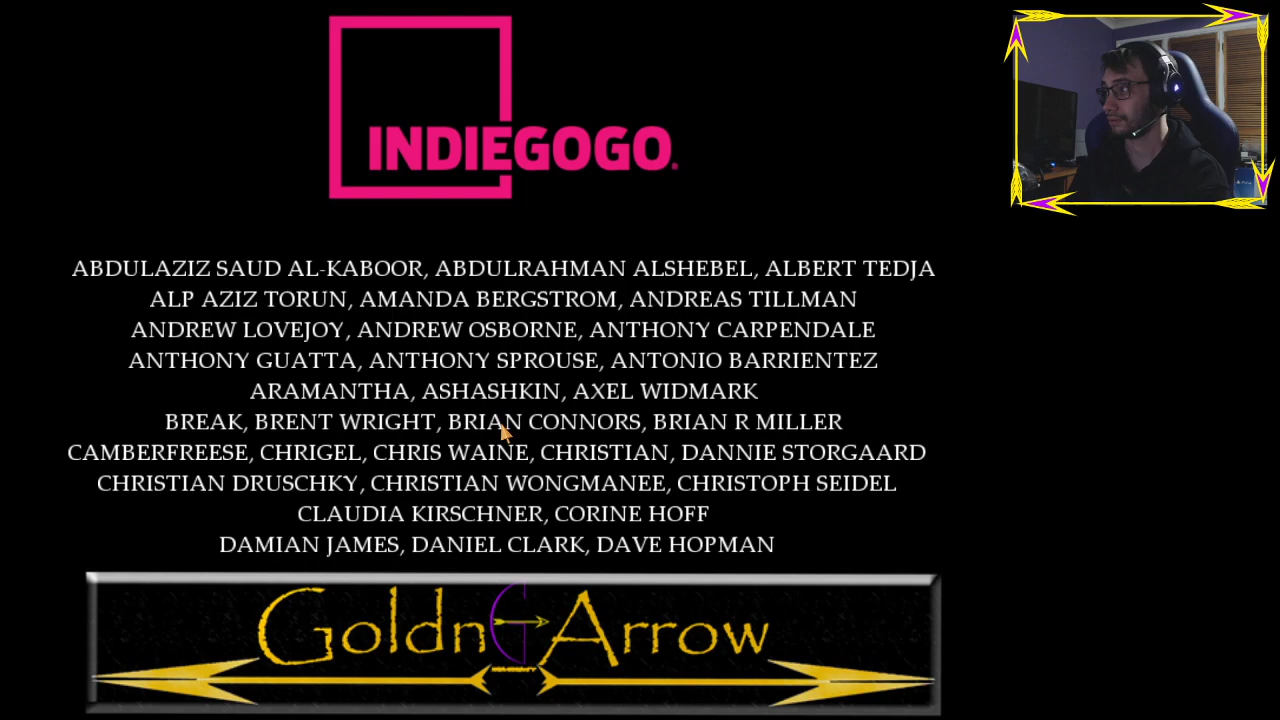 INDIEGOGO.
ABDULAZIZ SAUD AL-KABOOR, ABDULRAHMAN ALSHEBEL, ALBERT TEDJA
ALP AZIZ TORUN, AMANDA BERGSTROM, ANDREAS TILLMAN
ANDREW LOVEJOY, ANDREW OSBORNE, ANTHONY CARPENDALE
ANTHONY GUATTA, ANTHONY SPROUSE, ANTONIO BARRIENTEZ
ARAMANTHA, ASHASHKIN, AXEL WIDMARK
BREAK, BRENT WRIGHT, BRIAN CONNORS, BRIAN R MILLER
CAMBERFREESE, CHRIGEL, CHRIS WAINE, CHRISTIAN, DANNIE STORGAARD
CHRISTIAN DRUSCHKY, CHRISTIAN WONGMANEE, CHRISTOPH SEIDEL
CLAUDIA KIRSCHNER, CORINE HOFF
DAMIAN JAMES, DANIEL CLARK, DAVE HOPMAN
GoldnEArrow